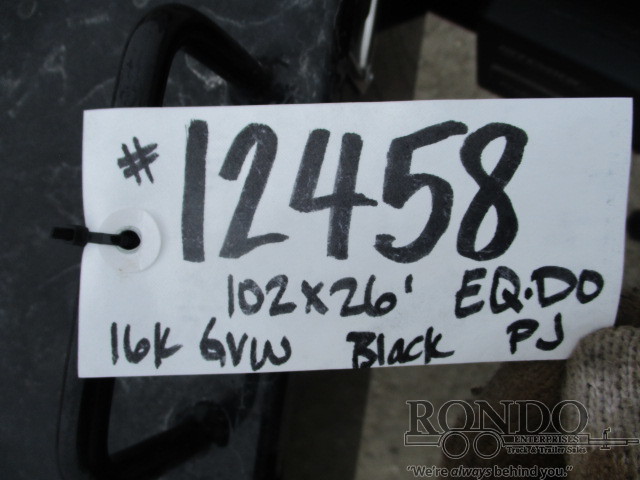 #12458
102x26' EQ.DO
16K GVW Black PJ
RONDO
ENTERPRISES
Truck & Trailer Sales
"We're always behind you."